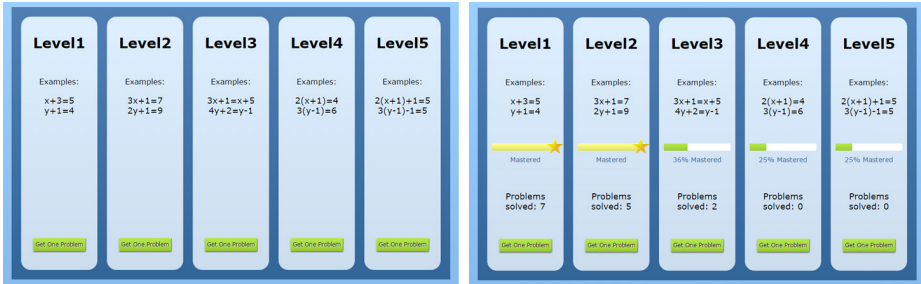 Level1
Examples:
x+3=5
y+1=4
Get One Problem
Level2
Examples:
3x+1=7
2y+1=9
Get One Problem
Level3
Examples:
3x+1=x+5
4y+2=y-1
Get One Problem
Level4
Examples:
2(x+1)=4
3(y-1)=6
Get One Problem
Level5
Examples:
2(x+1)+1=5
3(y-1)-1=5
Get One Problem
Level1
Examples:
x+3=5
y+1=4
Mastered
Problems
solved: 7
Get One Problem
Level2
Examples:
3x+1=7
2y+1=9
Mastered
Problems
solved: 5
Get One Problem
Level3
Examples:
3x+1=x+5
4y+2=y-1
36% Mastered
Problems
solved: 2
Get One Problem
Level4
Examples:
2(x+1)=4
3(y-1)=6
25% Mastered
Problems
solved: 0
Get One Problem
Level5
Examples:
2(x+1)+1=5
3(y-1)-1=5
25% Mastered
Problems
solved: 0
Get One Problem